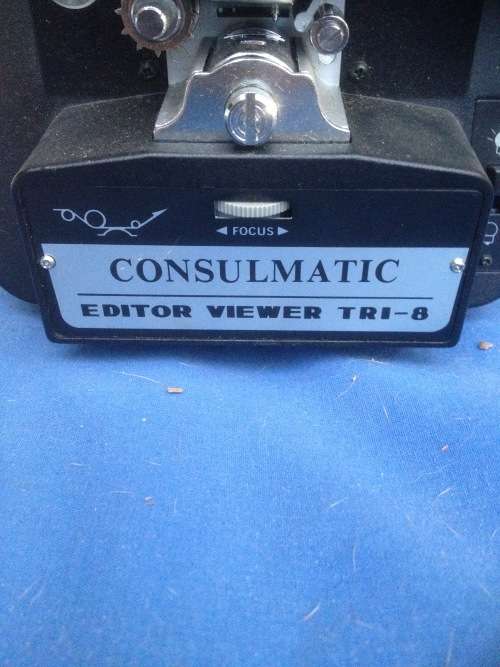 ◄ FOCUS ►
CONSULMATIC
EDITOR VIEWER TRI-8